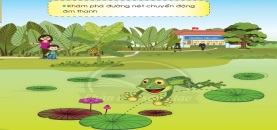 • Khám phá đường nét chuyển động
âm thanh